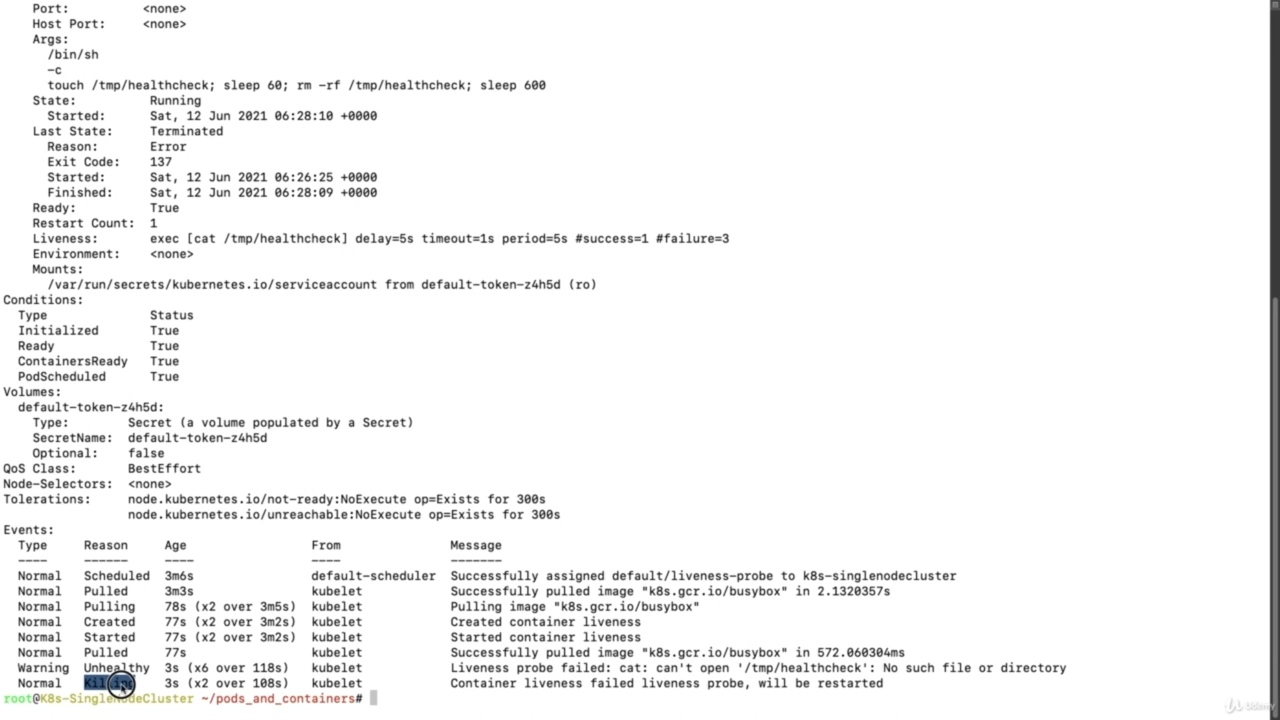 Port: <none>
Host Port: <none>
Args:
/bin/sh
-c
touch /tmp/healthcheck; sleep 60; rm -rf /tmp/healthcheck; sleep 600
State: Running
Started: Sat, 12 Jun 2021 06:28:10 +0000
Last State: Terminated
Reason: Error
Exit Code: 137
Started: Sat, 12 Jun 2021 06:26:25 +0000
Finished: Sat, 12 Jun 2021 06:28:09 +0000
Ready: True
Restart Count: 1
Liveness: exec [cat /tmp/healthcheck] delay=5s timeout=1s period=5s #success=1 #failure=3
Environment: <none>
Mounts:
/var/run/secrets/kubernetes.io/serviceaccount from default-token-z4h5d (ro)
Conditions:
Type Status
Initialized True
Ready True
ContainersReady True
PodScheduled True
Volumes:
default-token-z4h5d:
Type: Secret (a volume populated by a Secret)
SecretName: default-token-z4h5d
Optional: false
QoS Class: BestEffort
Node-Selectors: <none>
Tolerations: node.kubernetes.io/not-ready:NoExecute op=Exists for 300s
node.kubernetes.io/unreachable:NoExecute op=Exists for 300s
Events:
Type Reason Age From Message
---- ------ ---- ---- -------
Normal Scheduled 3m6s default-scheduler Successfully assigned default/liveness-probe to k8s-singlenodecluster
Normal Pulled 3m3s kubelet Successfully pulled image "k8s.gcr.io/busybox" in 2.1320357s
Normal Pulling 78s (x2 over 3m5s) kubelet Pulling image "k8s.gcr.io/busybox"
Normal Created 77s (x2 over 3m2s) kubelet Created container liveness
Normal Started 77s (x2 over 3m2s) kubelet Started container liveness
Normal Pulled 77s kubelet Successfully pulled image "k8s.gcr.io/busybox" in 572.060304ms
Warning Unhealthy 3s (x6 over 118s) kubelet Liveness probe failed: cat: can't open '/tmp/healthcheck': No such file or directory
Normal Killing 3s (x2 over 108s) kubelet Container liveness failed liveness probe, will be restarted
root@K8s-SingleNodeCluster ~/pods_and_containers#
Udemy